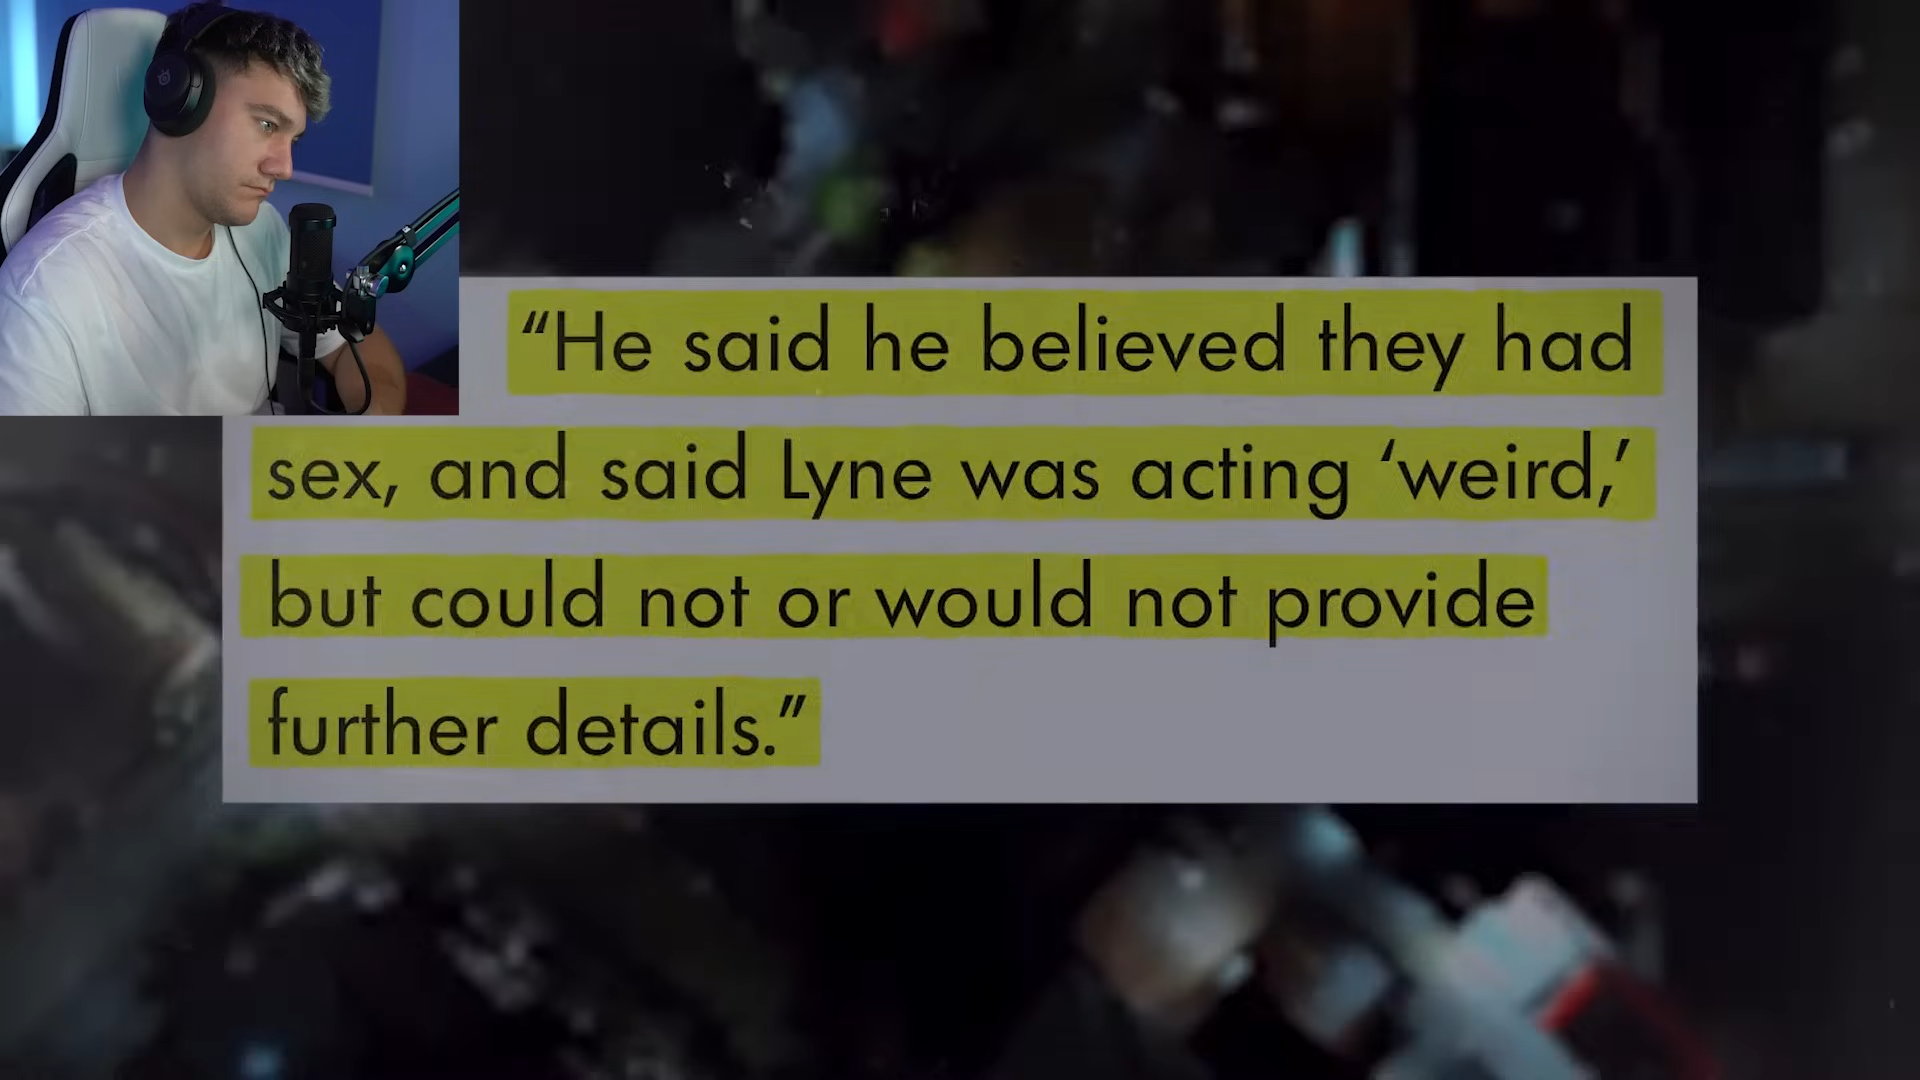 “He said he believed they had
sex, and said Lyne was acting ‘weird,’
but could not or would not provide
further details.”